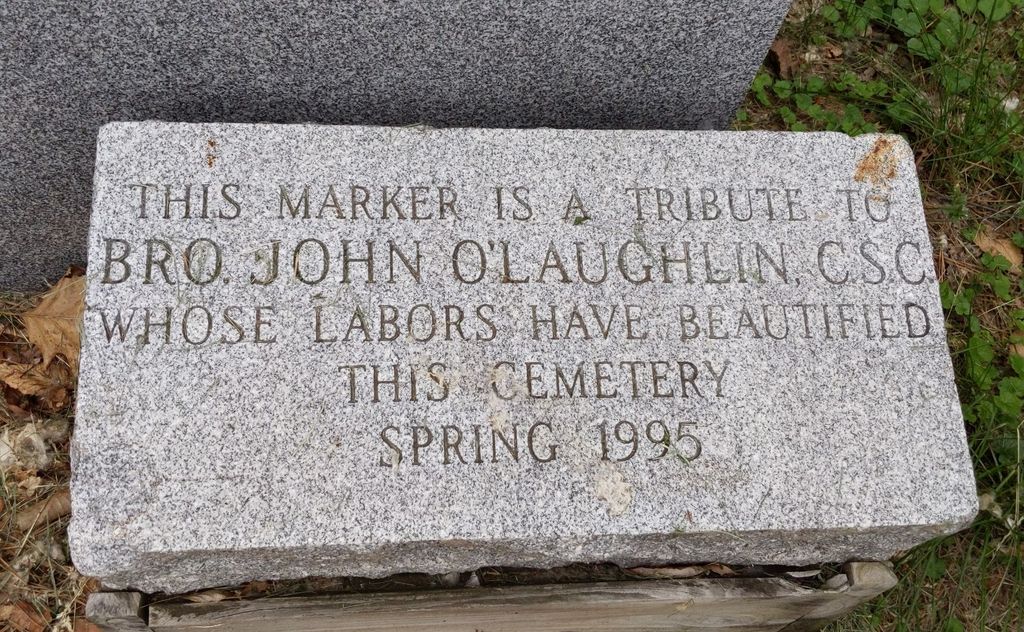 THIS MARKER IS A TRIBUTE TO
BRO. JOHN O'LAUGHLIN, C.S.C.
WHOSE LABORS HAVE BEAUTIFIED
THIS CEMETERY
SPRING 1995